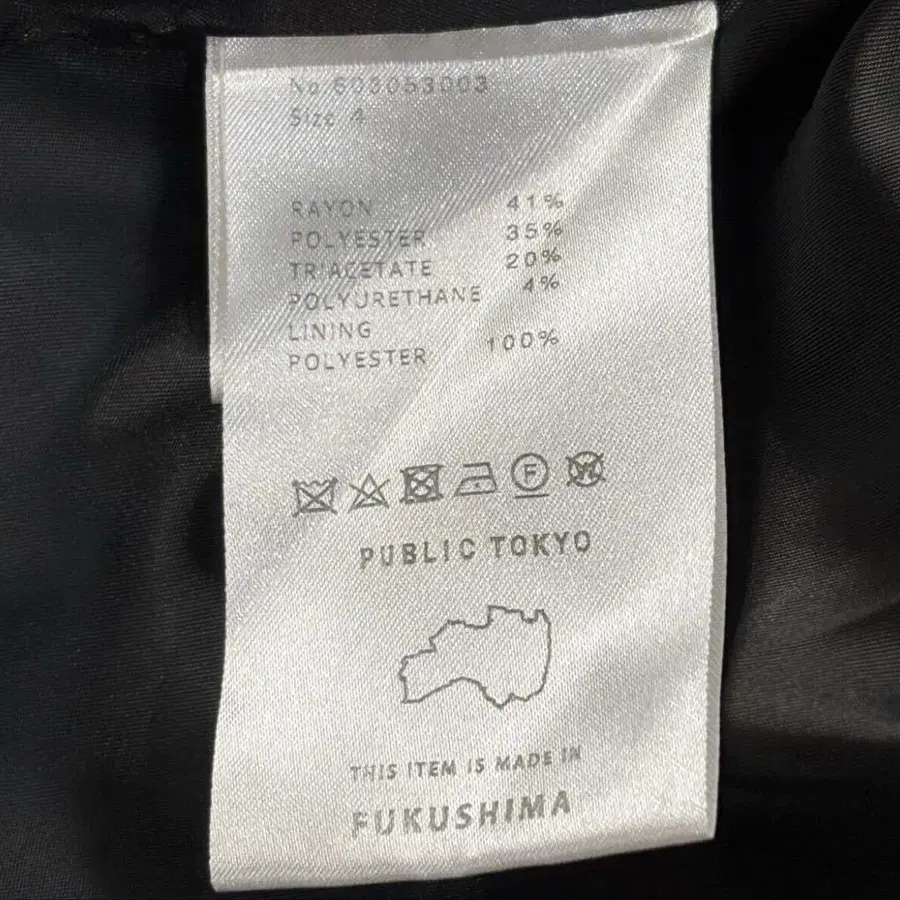 No 603053003
Size 4
RAYON 41%
POLYESTER 35%
TRIACETATE 20%
POLYURETHANE 4%
LINING
POLYESTER 100%
F
W
PUBLIC TOKYO
THIS ITEM IS MADE IN
FUKUSHIMA